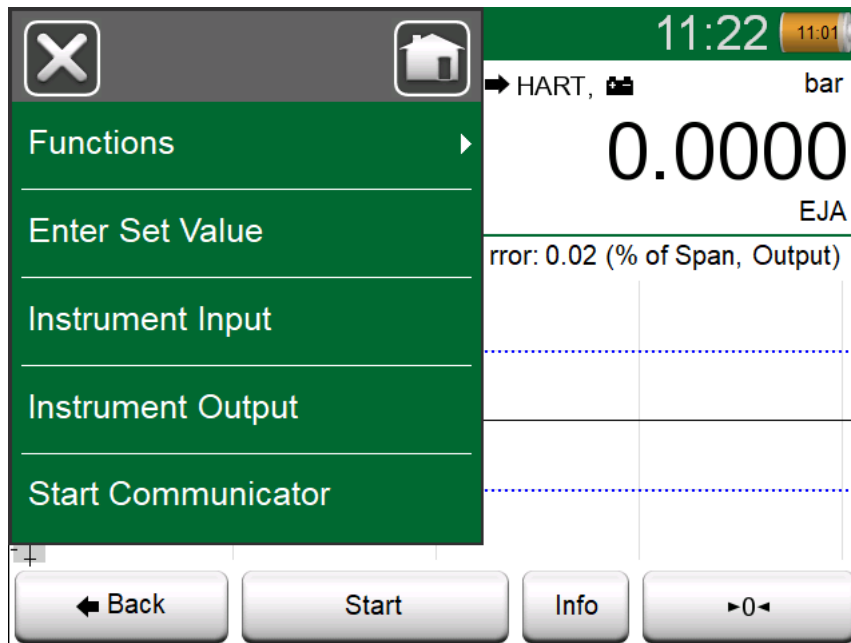 11:22
11:01
HART,
bar
0.0000
EJA
rror: 0.02 (% of Span, Output)
Functions
Enter Set Value
Instrument Input
Instrument Output
Start Communicator
Back
Start
Info
►0◄